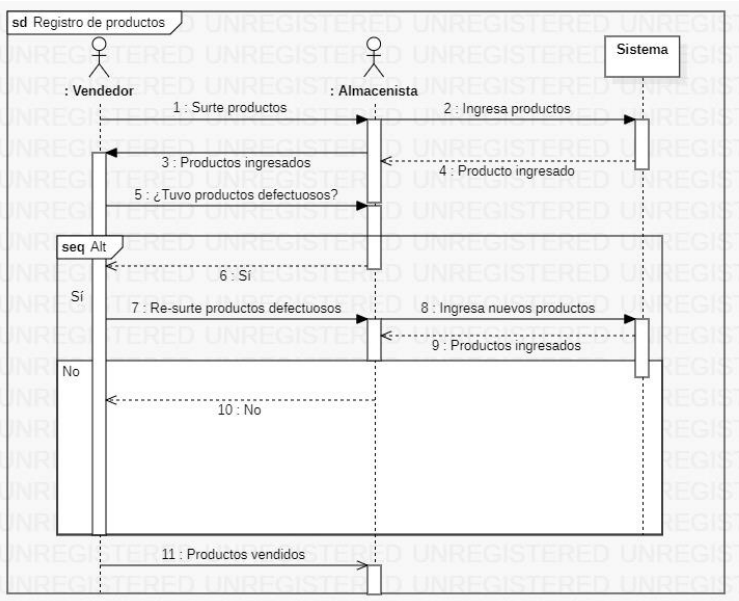 sd Registro de productos
: Vendedor
: Almacenista
Sistema
1 : Surte productos
2 : Ingresa productos
3 : Productos ingresados
4 : Producto ingresado
5 : ¿Tuvo productos defectuosos?
seq Alt
6 : Sí
Sí
7 : Re-surte productos defectuosos
8 : Ingresa nuevos productos
9 : Productos ingresados
No
10 : No
11 : Productos vendidos
UNREGISTERED